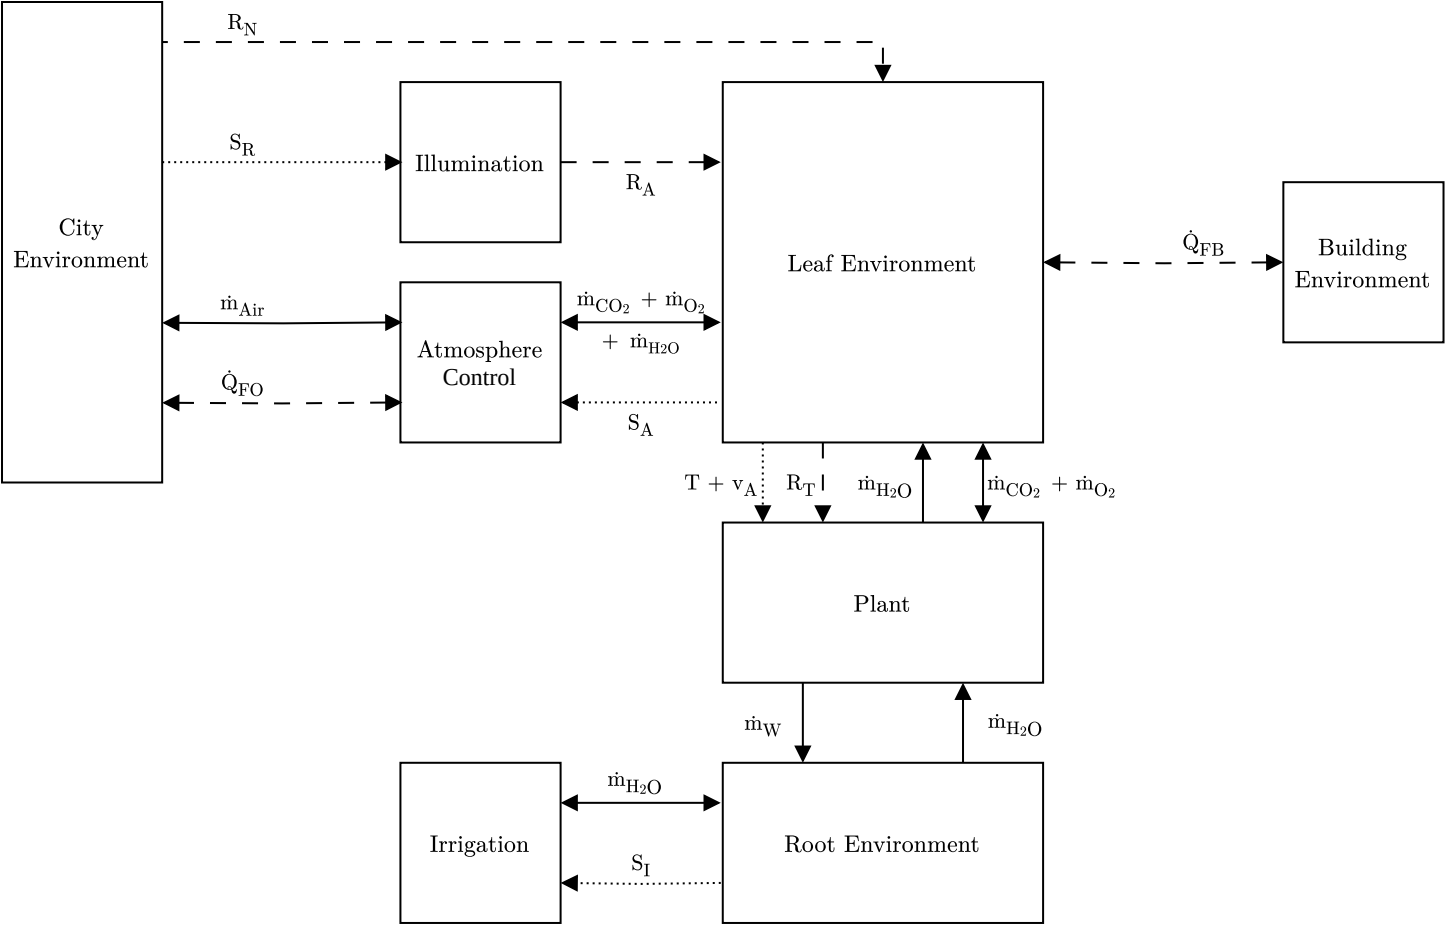 R_N
S_R
Illumination
R_A
City
Environment
Leaf Environment
Q̇_FB
Building
Environment
ṁ_Air
ṁ_CO₂ + ṁ_O₂
+ ṁ_H2O
Atmosphere
Control
Q̇_FO
S_A
T + v_A
R_T
ṁ_H₂O
ṁ_CO₂ + ṁ_O₂
Plant
ṁ_W
ṁ_H₂O
ṁ_H₂O
Irrigation
Root Environment
S_I